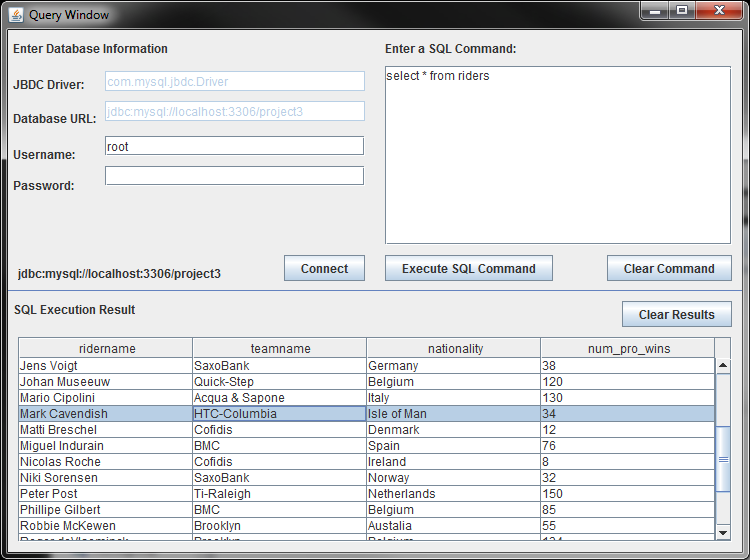 Query Window
Enter Database Information
Enter a SQL Command:
JBDC Driver: com.mysql.jbdc.Driver
select * from riders
Database URL: jdbc:mysql://localhost:3306/project3
Username: root
Password:
jdbc:mysql://localhost:3306/project3
Connect
Execute SQL Command
Clear Command
SQL Execution Result
Clear Results
ridername teamname nationality num_pro_wins
Jens Voigt SaxoBank Germany 38
Johan Museeuw Quick-Step Belgium 120
Mario Cipolini Acqua & Sapone Italy 130
Mark Cavendish HTC-Columbia Isle of Man 34
Matti Breschel Cofidis Denmark 12
Miguel Indurain BMC Spain 76
Nicolas Roche Cofidis Ireland 8
Niki Sorensen SaxoBank Norway 32
Peter Post Ti-Raleigh Netherlands 150
Phillipe Gilbert BMC Belgium 85
Robbie McKewen Brooklyn Austalia 55
Roger deVlaeminck Brooklyn Belgium